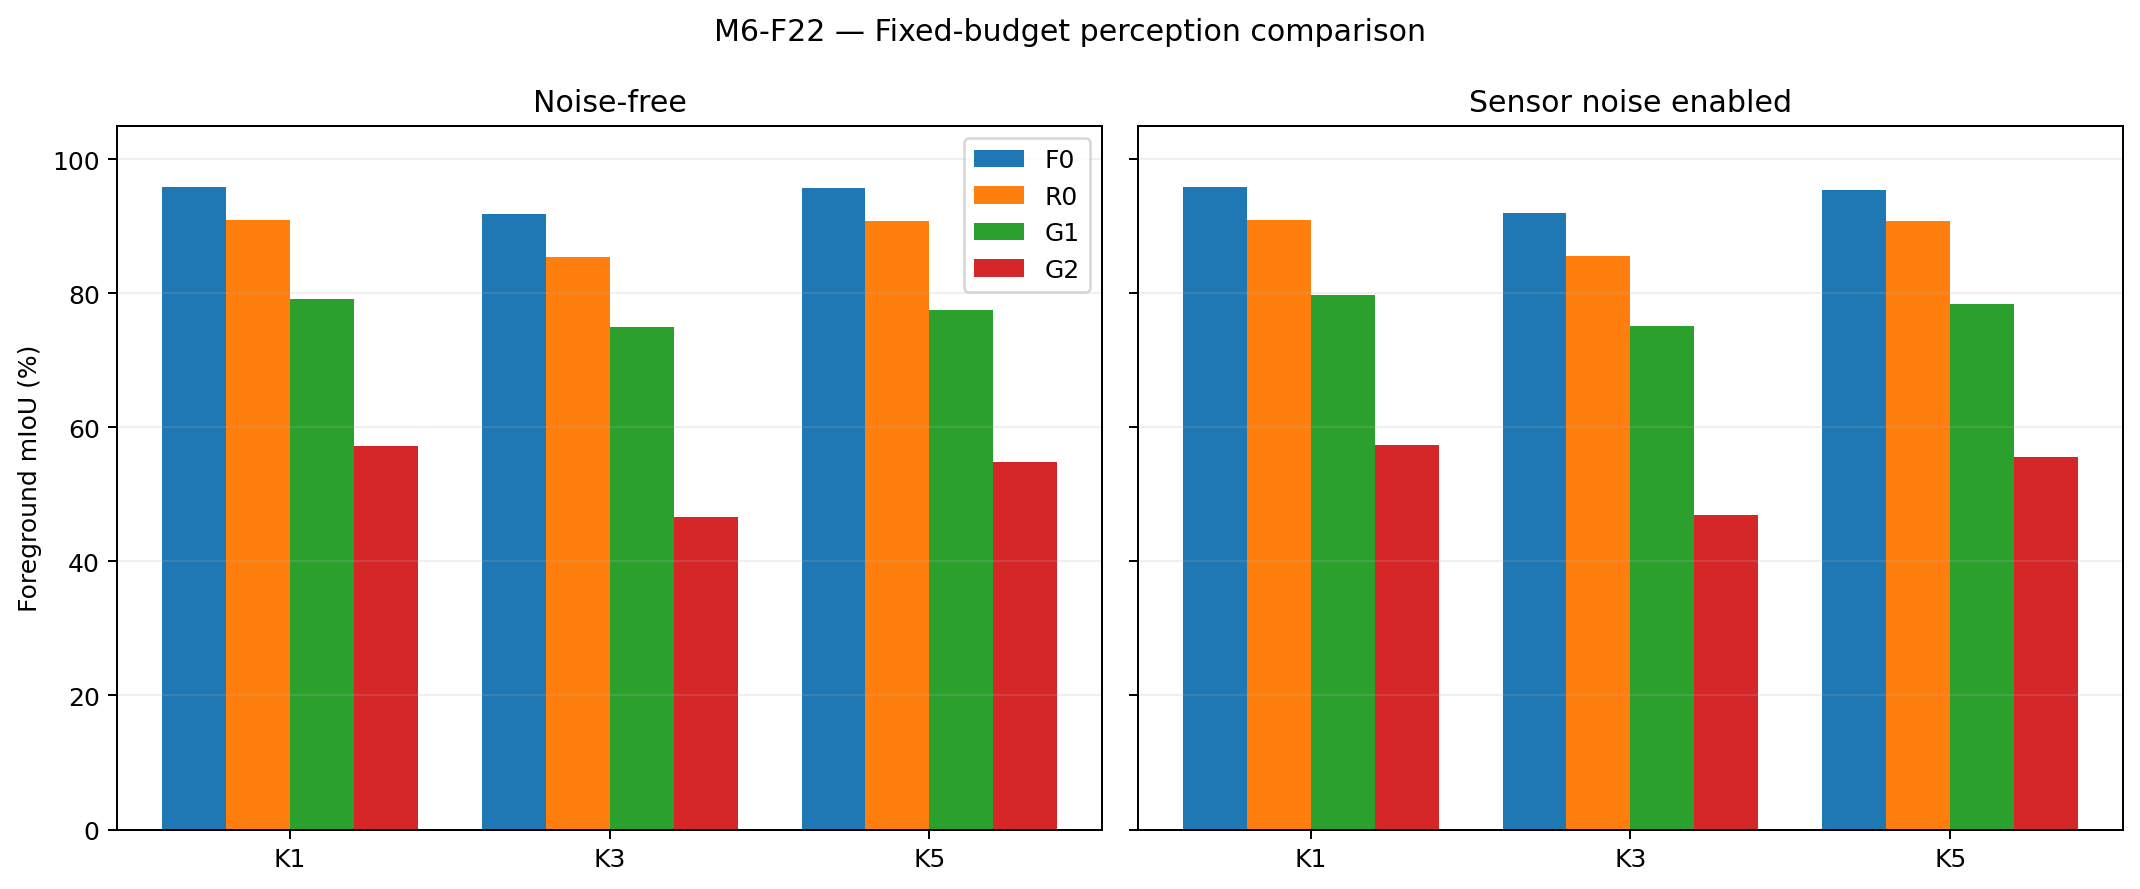 M6-F22 — Fixed-budget perception comparison
Noise-free
Sensor noise enabled
Foreground mIoU (%)
100
80
60
40
20
0
F0
R0
G1
G2
K1
K3
K5
K1
K3
K5